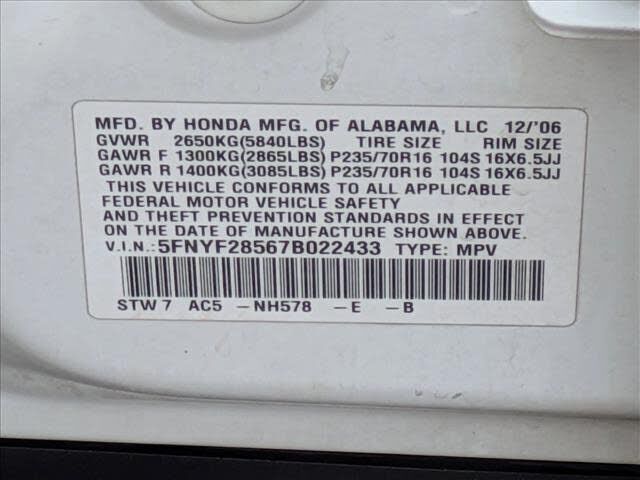 MFD. BY HONDA MFG. OF ALABAMA, LLC 12/'06
GVWR 2650KG(5840LBS) TIRE SIZE RIM SIZE
GAWR F 1300KG(2865LBS) P235/70R16 104S 16X6.5JJ
GAWR R 1400KG(3085LBS) P235/70R16 104S 16X6.5JJ
THIS VEHICLE CONFORMS TO ALL APPLICABLE
FEDERAL MOTOR VEHICLE SAFETY
AND THEFT PREVENTION STANDARDS IN EFFECT
ON THE DATE OF MANUFACTURE SHOWN ABOVE.
V.I.N.:5FNYF28567B022433 TYPE: MPV
STW 7 AC5 -NH578 -E -B